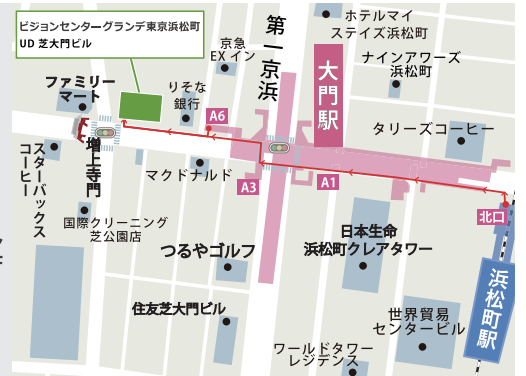 ビジョンセンターグランデ東京浜松町
UD 芝大門ビル
京急
EX イン
第一京浜
ホテルマイ
ステイズ浜松町
大門駅
ナインアワーズ
浜松町
ファミリー
マート
りそな
銀行
A6
タリーズコーヒー
増上寺門
スターバックス
コーヒー
マクドナルド
A3
A1
北口
国際クリーニング
芝公園店
つるやゴルフ
日本生命
浜松町クレアタワー
浜松町駅
住友芝大門ビル
世界貿易
センタービル
ワールドタワー
レジデンス